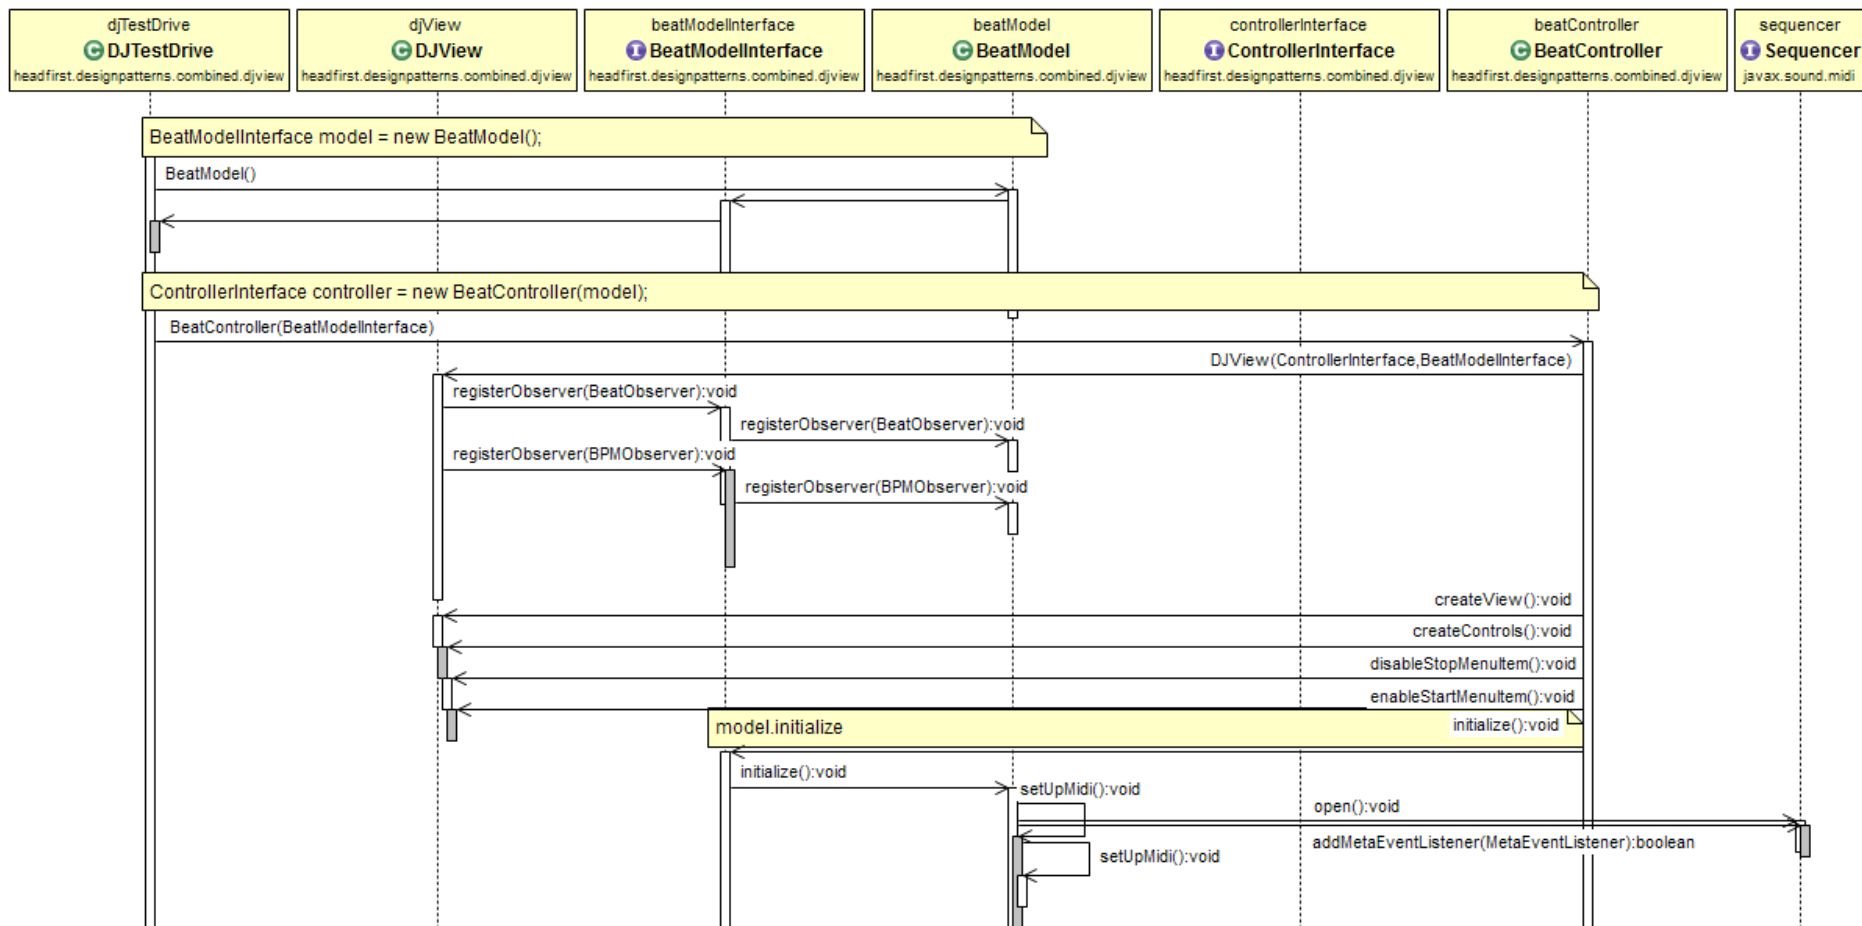 djTestDrive
C DJTestDrive
headfirst.designpatterns.combined.djview
djView
C DJView
headfirst.designpatterns.combined.djview
beatModelInterface
I BeatModelInterface
headfirst.designpatterns.combined.djview
beatModel
C BeatModel
headfirst.designpatterns.combined.djview
controllerInterface
I ControllerInterface
headfirst.designpatterns.combined.djview
beatController
C BeatController
headfirst.designpatterns.combined.djview
sequencer
I Sequencer
javax.sound.midi
BeatModelInterface model = new BeatModel();
BeatModel()
ControllerInterface controller = new BeatController(model);
BeatController(BeatModelInterface)
DJView(ControllerInterface,BeatModelInterface)
registerObserver(BeatObserver):void
registerObserver(BeatObserver):void
registerObserver(BPMObserver):void
registerObserver(BPMObserver):void
createView():void
createControls():void
disableStopMenuItem():void
enableStartMenuItem():void
model.initialize
initialize():void
initialize():void
setUpMidi():void
open():void
addMetaEventListener(MetaEventListener):boolean
setUpMidi():void